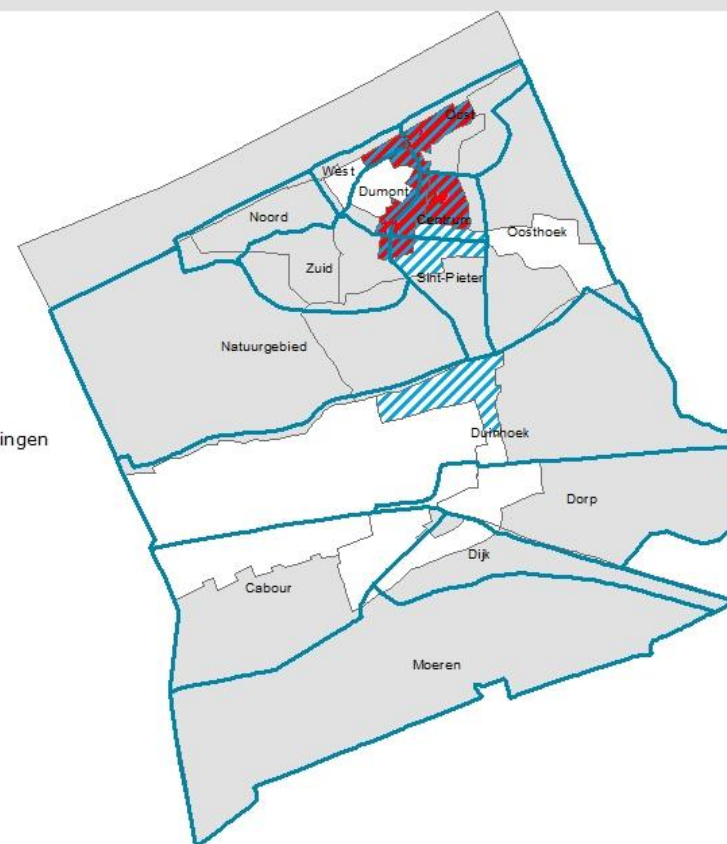 Oost
West
Dumont
Noord
Centrum
Oosthoek
Zuid
Sint-Pieter
Natuurgebied
ingen
Duinhoek
Dorp
Dijk
Cabour
Moeren